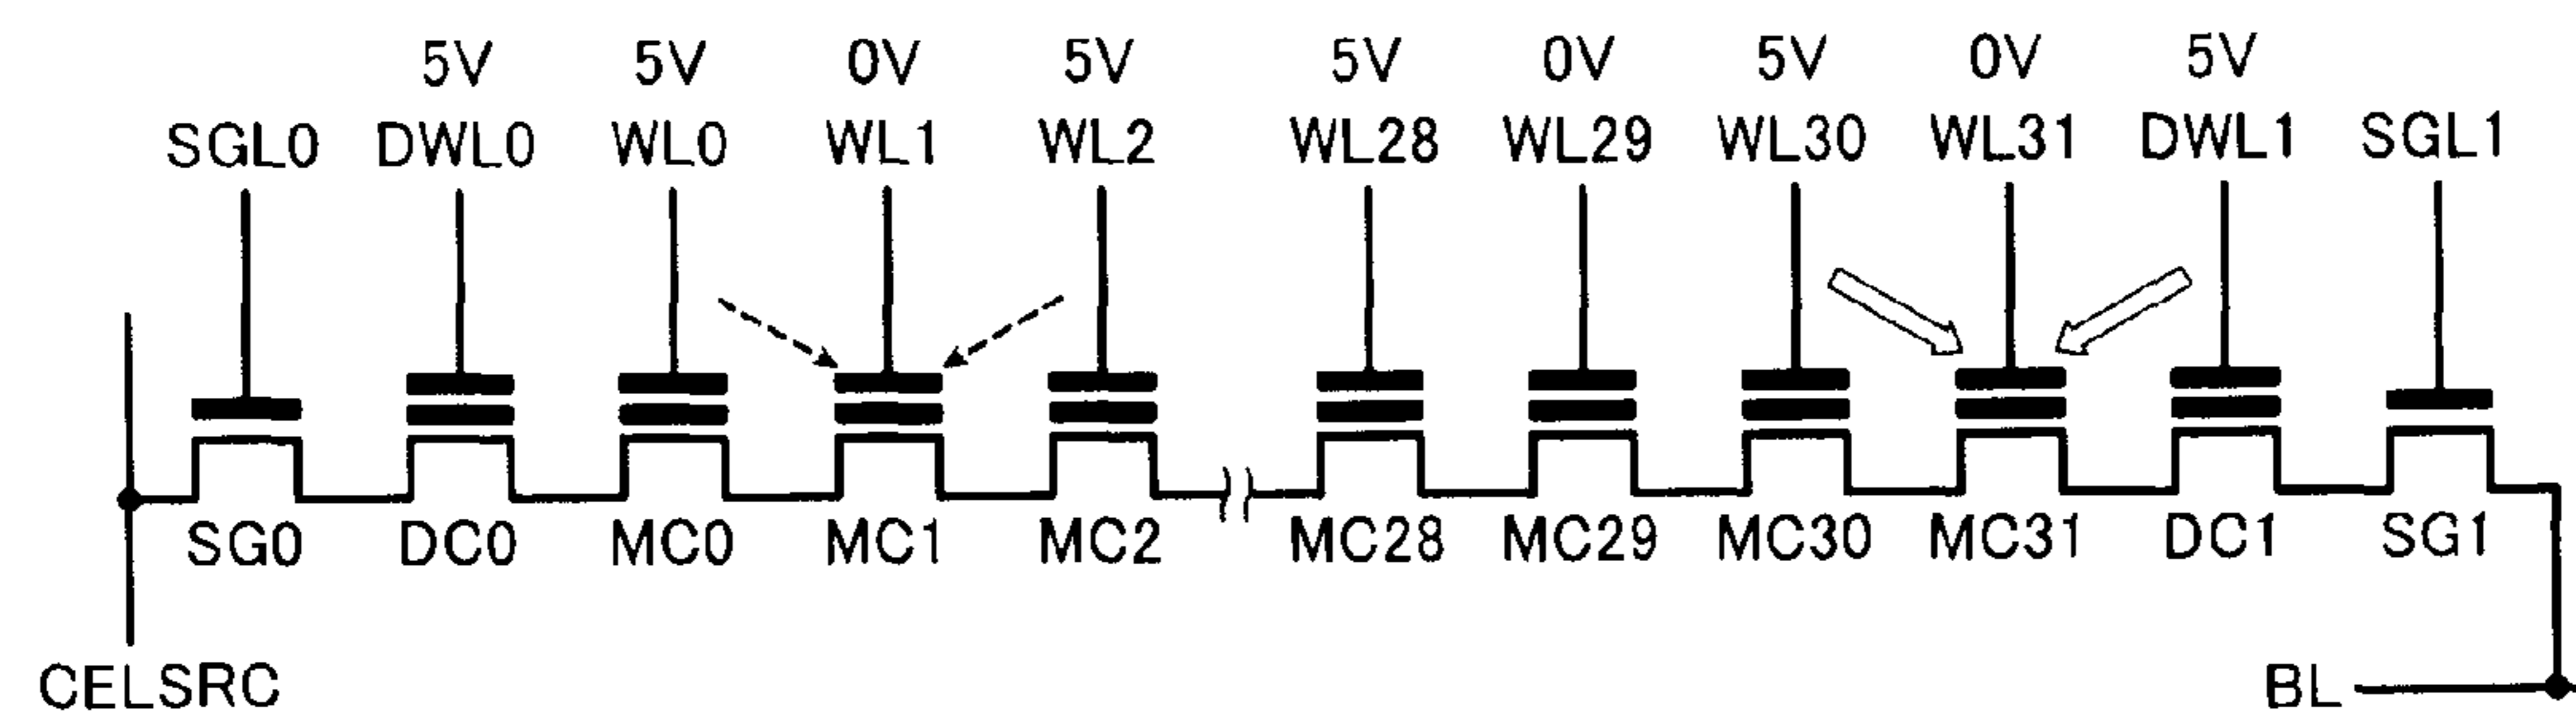 5V 5V 0V 5V 5V 0V 5V 0V 5V
SGL0 DWL0 WL0 WL1 WL2 WL28 WL29 WL30 WL31 DWL1 SGL1
SG0 DC0 MC0 MC1 MC2 MC28 MC29 MC30 MC31 DC1 SG1
CELSRC BL